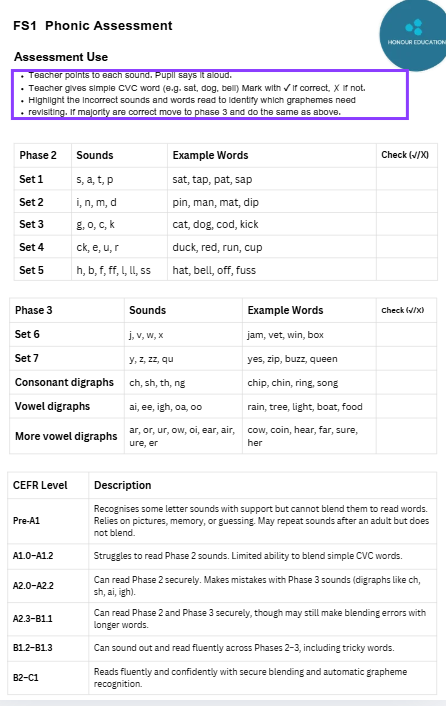 FS1 Phonic Assessment
HONOUR EDUCATION
Assessment Use
• Teacher points to each sound. Pupil says it aloud.
• Teacher gives simple CVC word (e.g. sat, dog, bell) Mark with ✓ if correct, ✗ if not.
• Highlight the incorrect sounds and words read to identify which graphemes need
• revisiting. If majority are correct move to phase 3 and do the same as above.
Phase 2 Sounds Example Words Check (✓/X)
Set 1 s, a, t, p sat, tap, pat, sap
Set 2 i, n, m, d pin, man, mat, dip
Set 3 g, o, c, k cat, dog, cod, kick
Set 4 ck, e, u, r duck, red, run, cup
Set 5 h, b, f, ff, l, ll, ss hat, bell, off, fuss
Phase 3 Sounds Example Words Check (✓/X)
Set 6 j, v, w, x jam, vet, win, box
Set 7 y, z, zz, qu yes, zip, buzz, queen
Consonant digraphs ch, sh, th, ng chip, chin, ring, song
Vowel digraphs ai, ee, igh, oa, oo rain, tree, light, boat, food
More vowel digraphs ar, or, ur, ow, oi, ear, air, cow, coin, hear, far, sure,
ure, er her
CEFR Level Description
Recognises some letter sounds with support but cannot blend them to read words.
Pre-A1 Relies on pictures, memory, or guessing. May repeat sounds after an adult but does
not blend.
A1.0–A1.2 Struggles to read Phase 2 sounds. Limited ability to blend simple CVC words.
A2.0–A2.2 Can read Phase 2 securely. Makes mistakes with Phase 3 sounds (digraphs like ch,
sh, ai, igh).
A2.3–B1.1 Can read Phase 2 and Phase 3 securely, though may still make blending errors with
longer words.
B1.2–B1.3 Can sound out and read fluently across Phases 2–3, including tricky words.
B2–C1 Reads fluently and confidently with secure blending and automatic grapheme
recognition.